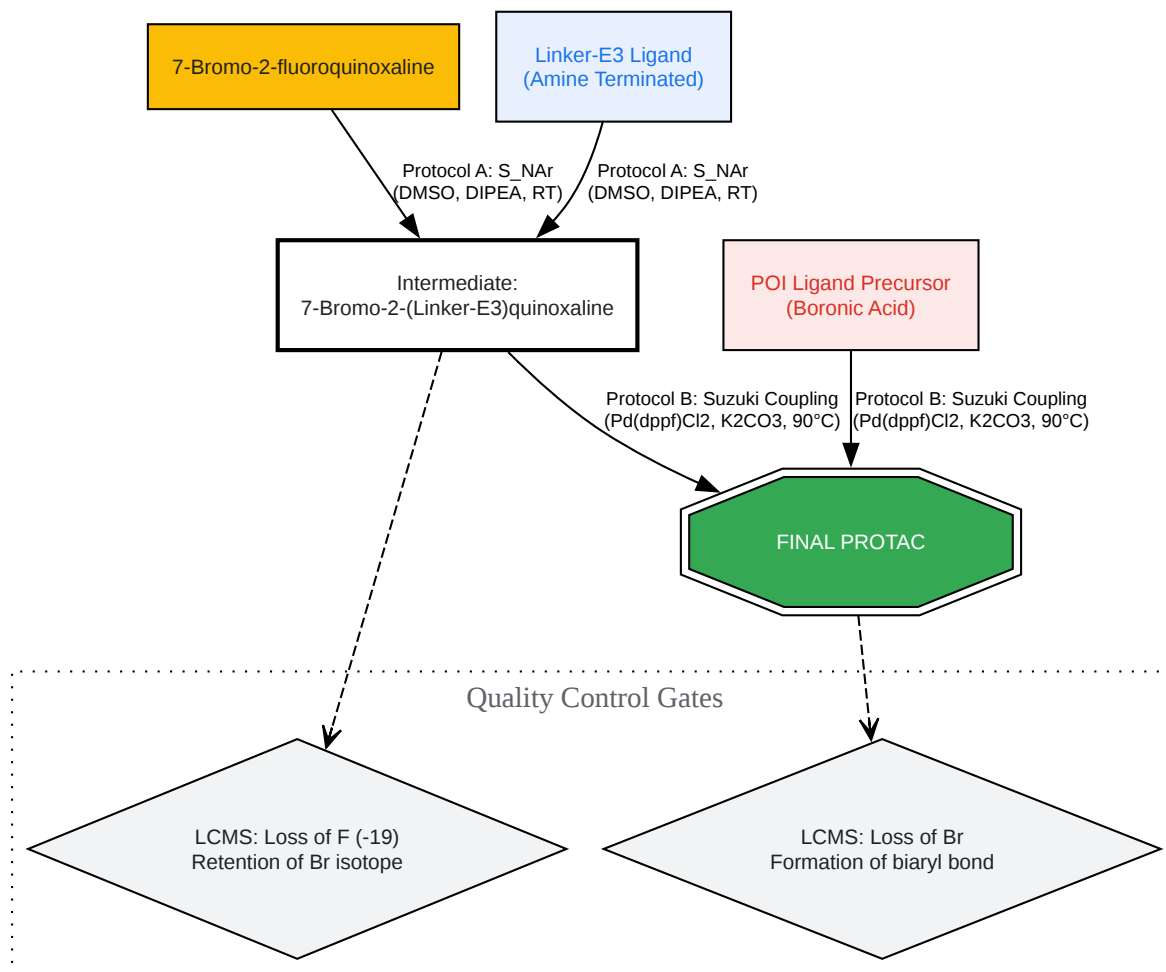 7-Bromo-2-fluoroquinoxaline
Linker-E3 Ligand
(Amine Terminated)
Protocol A: S_NAr
(DMSO, DIPEA, RT)
Protocol A: S_NAr
(DMSO, DIPEA, RT)
Intermediate:
7-Bromo-2-(Linker-E3)quinoxaline
POI Ligand Precursor
(Boronic Acid)
Protocol B: Suzuki Coupling
(Pd(dppf)Cl2, K2CO3, 90°C)
Protocol B: Suzuki Coupling
(Pd(dppf)Cl2, K2CO3, 90°C)
FINAL PROTAC
Quality Control Gates
LCMS: Loss of F (-19)
Retention of Br isotope
LCMS: Loss of Br
Formation of biaryl bond